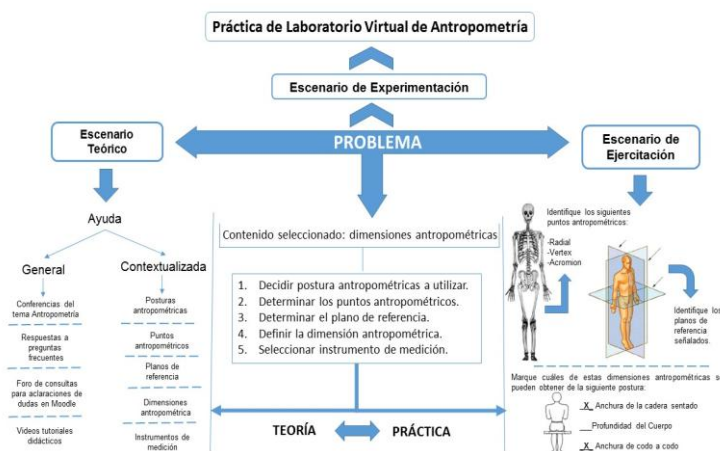 Práctica de Laboratorio Virtual de Antropometría
Escenario de Experimentación
Escenario
Teórico
PROBLEMA
Escenario de
Ejercitación
Ayuda
General
Contextualizada
Conferencias del
tema Antropometría
Respuestas a
preguntas
frecuentes
Foro de consultas
para aclaraciones de
dudas en Moodle
Videos tutoriales
didácticos
Posturas
antropométricas
Puntos
antropométricos
Planos de
referencia
Dimensiones
antropométrica
Instrumentos de
medición
Contenido seleccionado: dimensiones antropométricas
1. Decidir postura antropométricas a utilizar.
2. Determinar los puntos antropométricos.
3. Determinar el plano de referencia.
4. Definir la dimensión antropométrica.
5. Seleccionar instrumento de medición.
TEORÍA
PRÁCTICA
Identifique los siguientes
puntos antropométricos:
-Radial
-Vertex
-Acromion
Identifique los
planos de
referencia
señalados.
Marque cuáles de estas dimensiones antropométricas s
pueden obtener de la siguiente postura:
_X_ Anchura de la cadera sentado
___Profundidad del Cuerpo
_X_ Anchura de codo a codo